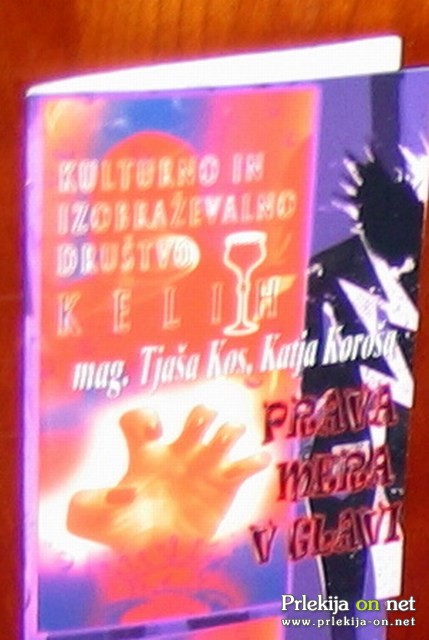 KULTURNO IN
IZOBRAŽEVALNO
DRUŠTVO
KELIH
mag. Tjaša Kos, Katja Koroša
PRAVA
MERA
V GLAVI
Prlekija on net
www.prlekija-on.net